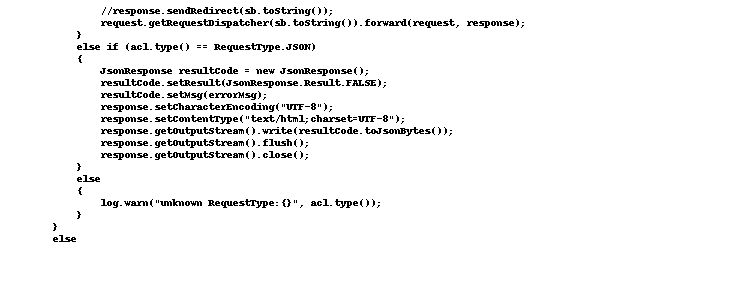 //response.sendRedirect(sb.toString());
request.getRequestDispatcher(sb.toString()).forward(request, response);
}
else if (acl.type() == RequestType.JSON)
{
JsonResponse resultCode = new JsonResponse();
resultCode.setResult(JsonResponse.Result.FALSE);
resultCode.setMsg(errorMsg);
response.setCharacterEncoding("UTF-8");
response.setContentType("text/html;charset=UTF-8");
response.getOutputStream().write(resultCode.toJsonBytes());
response.getOutputStream().flush();
response.getOutputStream().close();
}
else
{
log.warn("unknown RequestType:{}", acl.type());
}
}
else